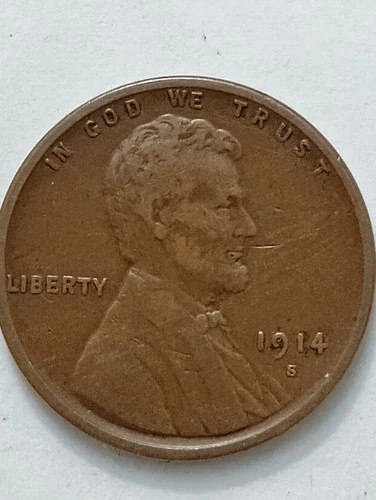 IN GOD WE TRUST
LIBERTY
1914
S